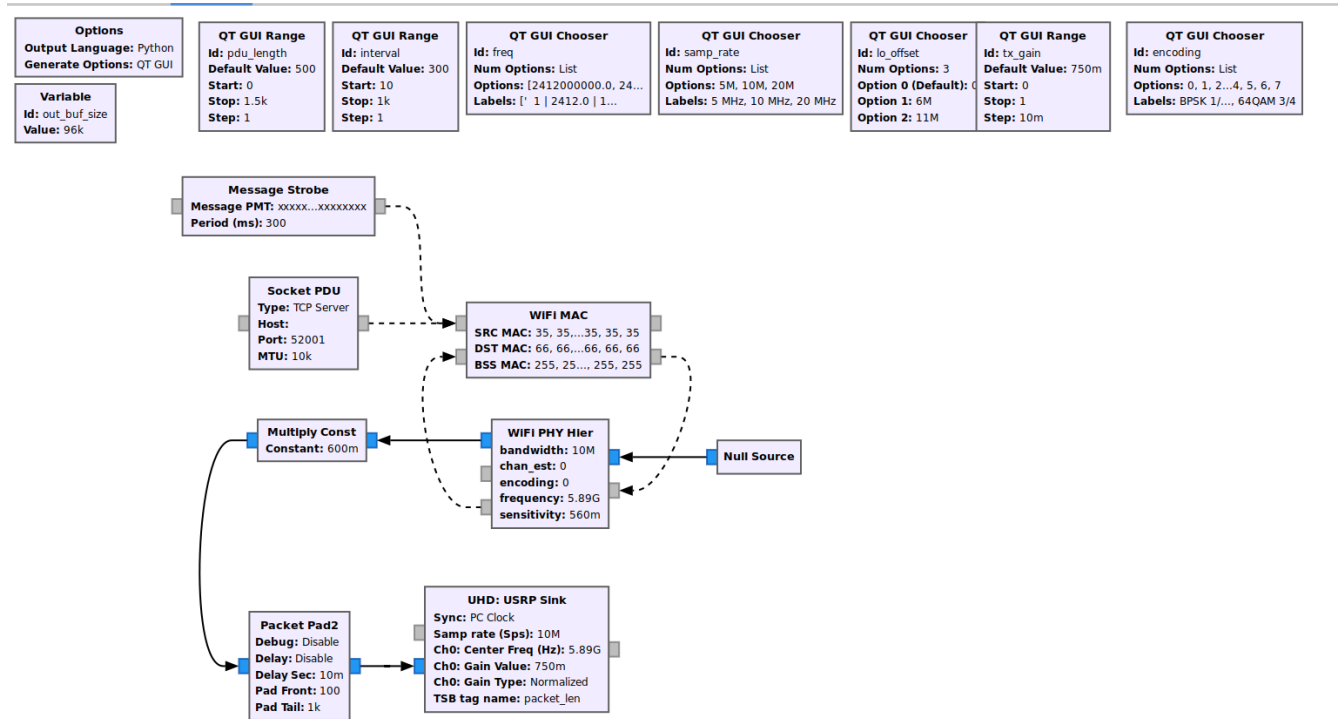 Options
Output Language: Python
Generate Options: QT GUI
Variable
Id: out_buf_size
Value: 96k
QT GUI Range
Id: pdu_length
Default Value: 500
Start: 0
Stop: 1.5k
Step: 1
QT GUI Range
Id: interval
Default Value: 300
Start: 10
Stop: 1k
Step: 1
QT GUI Chooser
Id: freq
Num Options: List
Options: [2412000000.0, 24...
Labels: [' 1 | 2412.0 | 1...
QT GUI Chooser
Id: samp_rate
Num Options: List
Options: 5M, 10M, 20M
Labels: 5 MHz, 10 MHz, 20 MHz
QT GUI Chooser
Id: lo_offset
Num Options: 3
Option 0 (Default):
Option 1: 6M
Option 2: 11M
QT GUI Range
Id: tx_gain
Default Value: 750m
Start: 0
Stop: 1
Step: 10m
QT GUI Chooser
Id: encoding
Num Options: List
Options: 0, 1, 2...4, 5, 6, 7
Labels: BPSK 1/..., 64QAM 3/4
Message Strobe
Message PMT: xxxxx...xxxxxxxx
Period (ms): 300
Socket PDU
Type: TCP Server
Host:
Port: 52001
MTU: 10k
WiFi MAC
SRC MAC: 35, 35,...35, 35, 35
DST MAC: 66, 66,...66, 66, 66
BSS MAC: 255, 25..., 255, 255
Multiply Const
Constant: 600m
WiFi PHY Hier
bandwidth: 10M
chan_est: 0
encoding: 0
frequency: 5.89G
sensitivity: 560m
Null Source
Packet Pad2
Debug: Disable
Delay: Disable
Delay Sec: 10m
Pad Front: 100
Pad Tail: 1k
UHD: USRP Sink
Sync: PC Clock
Samp rate (Sps): 10M
Ch0: Center Freq (Hz): 5.89G
Ch0: Gain Value: 750m
Ch0: Gain Type: Normalized
TSB tag name: packet_len